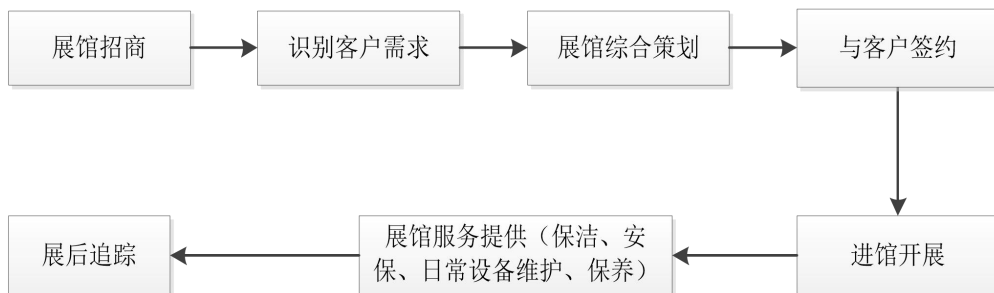 展馆招商
识别客户需求
展馆综合策划
与客户签约
进馆开展
展馆服务提供（保洁、安
保、日常设备维护、保养）
展后追踪